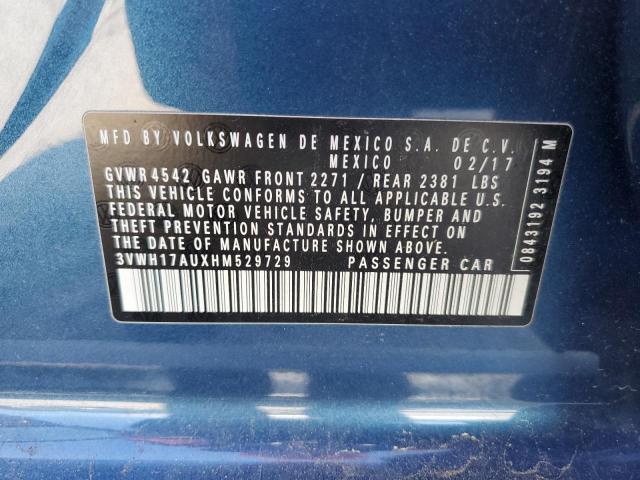 MFD BY VOLKSWAGEN DE MEXICO S.A. DE C.V.
MEXICO 02/17
GVWR 4542 GAWR FRONT 2271 / REAR 2381 LBS
THIS VEHICLE CONFORMS TO ALL APPLICABLE U.S.
FEDERAL MOTOR VEHICLE SAFETY, BUMPER AND
THEFT PREVENTION STANDARDS IN EFFECT ON
THE DATE OF MANUFACTURE SHOWN ABOVE.
3VWH17AUXHM529729 PASSENGER CAR
0843192 3194 M